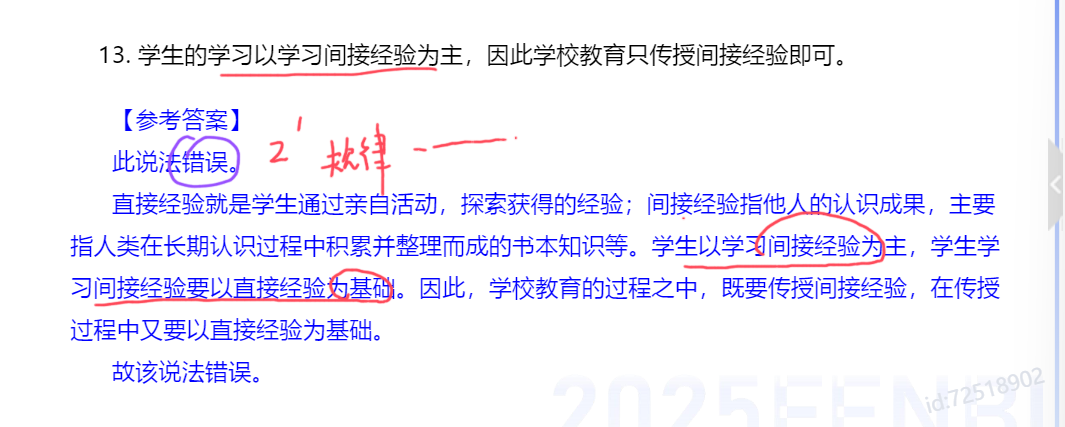 13. 学生的学习以学习间接经验为主，因此学校教育只传授间接经验即可。
【参考答案】
2' 规律
此说法错误。
直接经验就是学生通过亲自活动，探索获得的经验；间接经验指他人的认识成果，主要
指人类在长期认识过程中积累并整理而成的书本知识等。学生以学习间接经验为主，学生学
习间接经验要以直接经验为基础。因此，学校教育的过程之中，既要传授间接经验，在传授
过程中又要以直接经验为基础。
故该说法错误。
id:72518902
2025FENBI